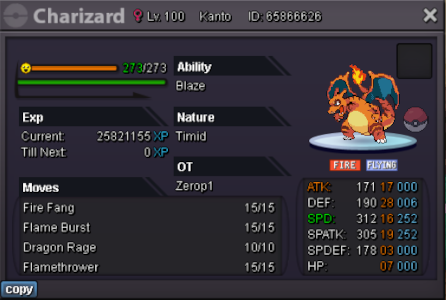 Charizard Lv. 100 Kanto ID: 65866626
273/273
Ability
Blaze
Exp
Current: 25821155 XP
Till Next: 0 XP
Nature
Timid
OT
Zerop1
FIRE FLYING
Moves
Fire Fang 15/15
Flame Burst 15/15
Dragon Rage 10/10
Flamethrower 15/15
ATK: 171 17 000
DEF: 190 28 006
SPD: 312 16 252
SPATK: 305 19 252
SPDEF: 178 03 000
HP: 07 000
copy